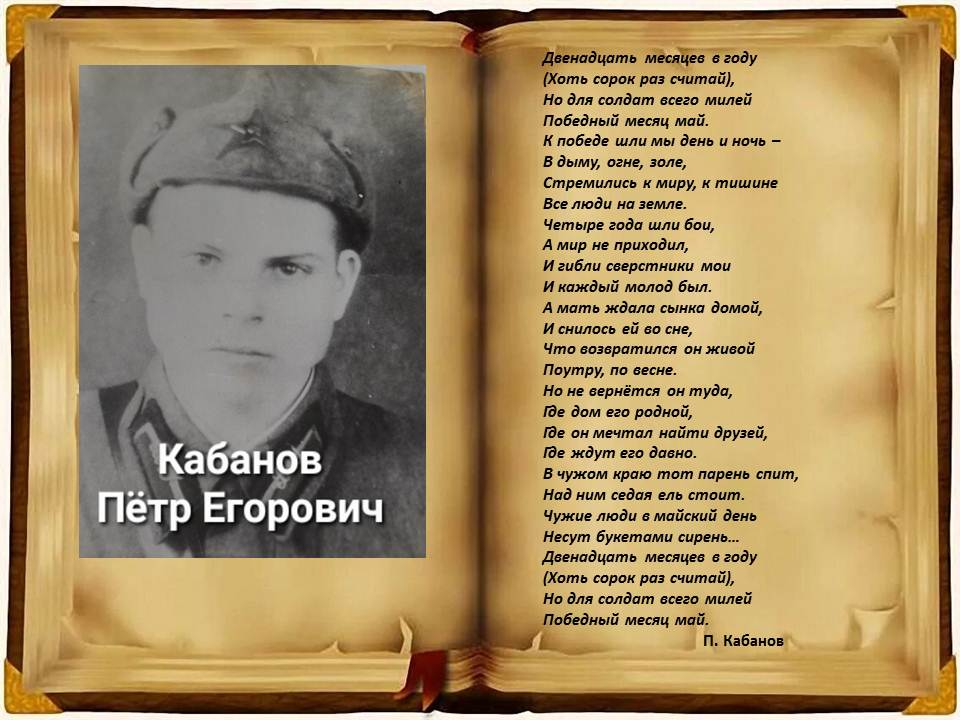 Кабанов
Пётр Егорович
Двенадцать месяцев в году
(Хоть сорок раз считай),
Но для солдат всего милей
Победный месяц май.
К победе шли мы день и ночь –
В дыму, огне, золе,
Стремились к миру, к тишине
Все люди на земле.
Четыре года шли бои,
А мир не приходил,
И гибли сверстники мои
И каждый молод был.
А мать ждала сынка домой,
И снилось ей во сне,
Что возвратился он живой
Поутру, по весне.
Но не вернётся он туда,
Где дом его родной,
Где он мечтал найти друзей,
Где ждут его давно.
В чужом краю тот парень спит,
Над ним седая ель стоит.
Чужие люди в майский день
Несут букетами сирень…
Двенадцать месяцев в году
(Хоть сорок раз считай),
Но для солдат всего милей
Победный месяц май.
П. Кабанов